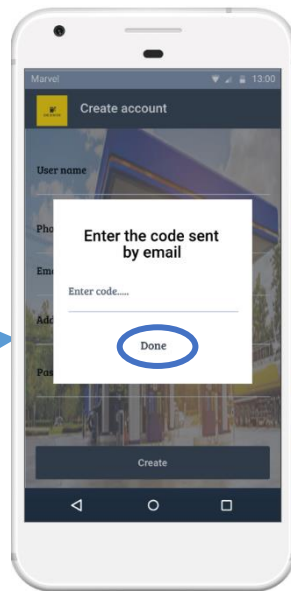 Marvel
13:00
Create account
User name
Pho
Enter the code sent
by email
Ema
Enter code.....
Add
Done
Pas
Create